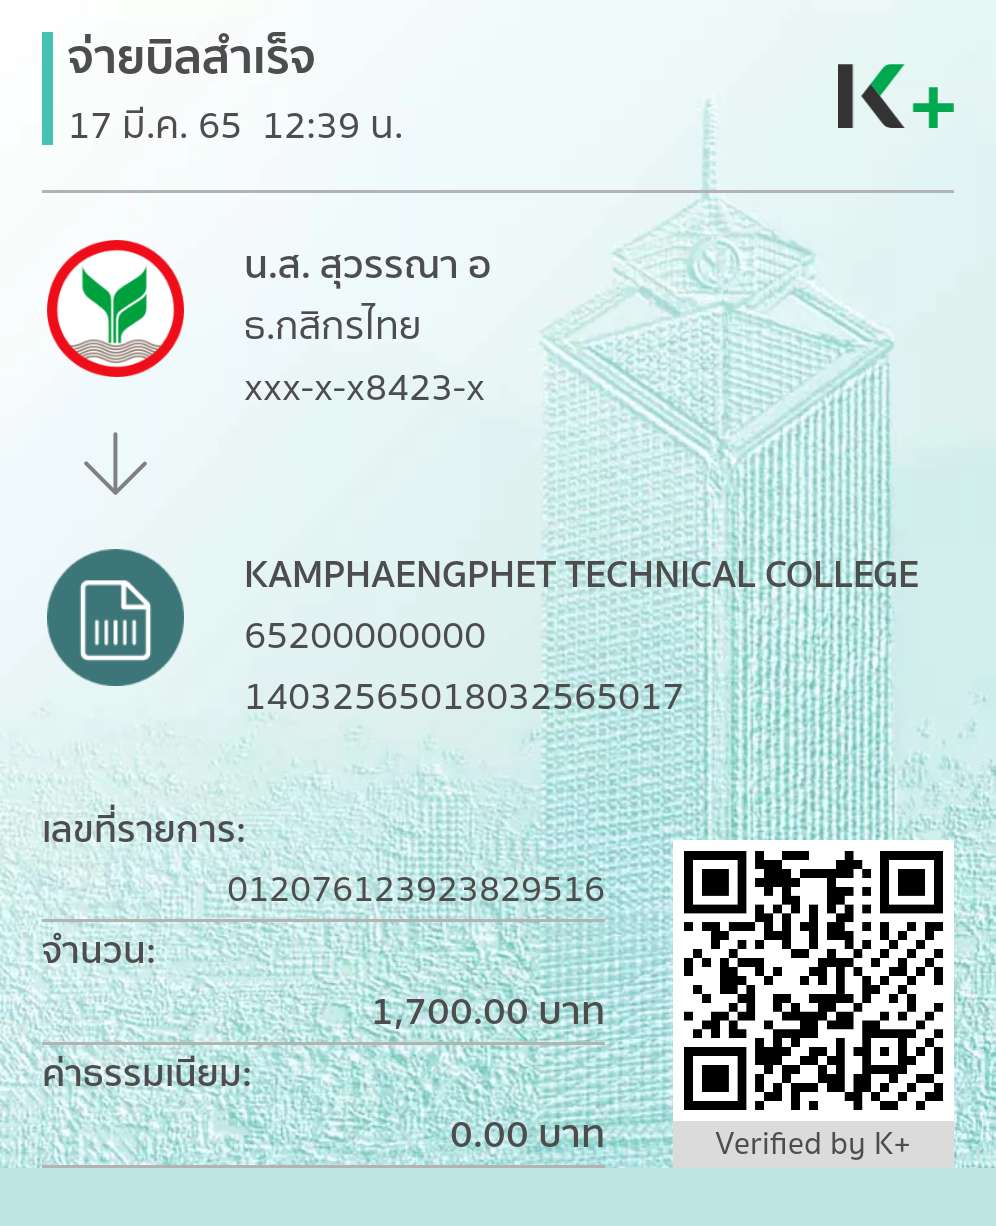 จ่ายบิลสำเร็จ
17 มี.ค. 65 12:39 น.
K+
น.ส. สุวรรณา อ
ธ.กสิกรไทย
xxx-x-x8423-x
KAMPHAENGPHET TECHNICAL COLLEGE
65200000000
14032565018032565017
เลขที่รายการ:
012076123923829516
จำนวน:
1,700.00 บาท
ค่าธรรมเนียม:
0.00 บาท
Verified by K+